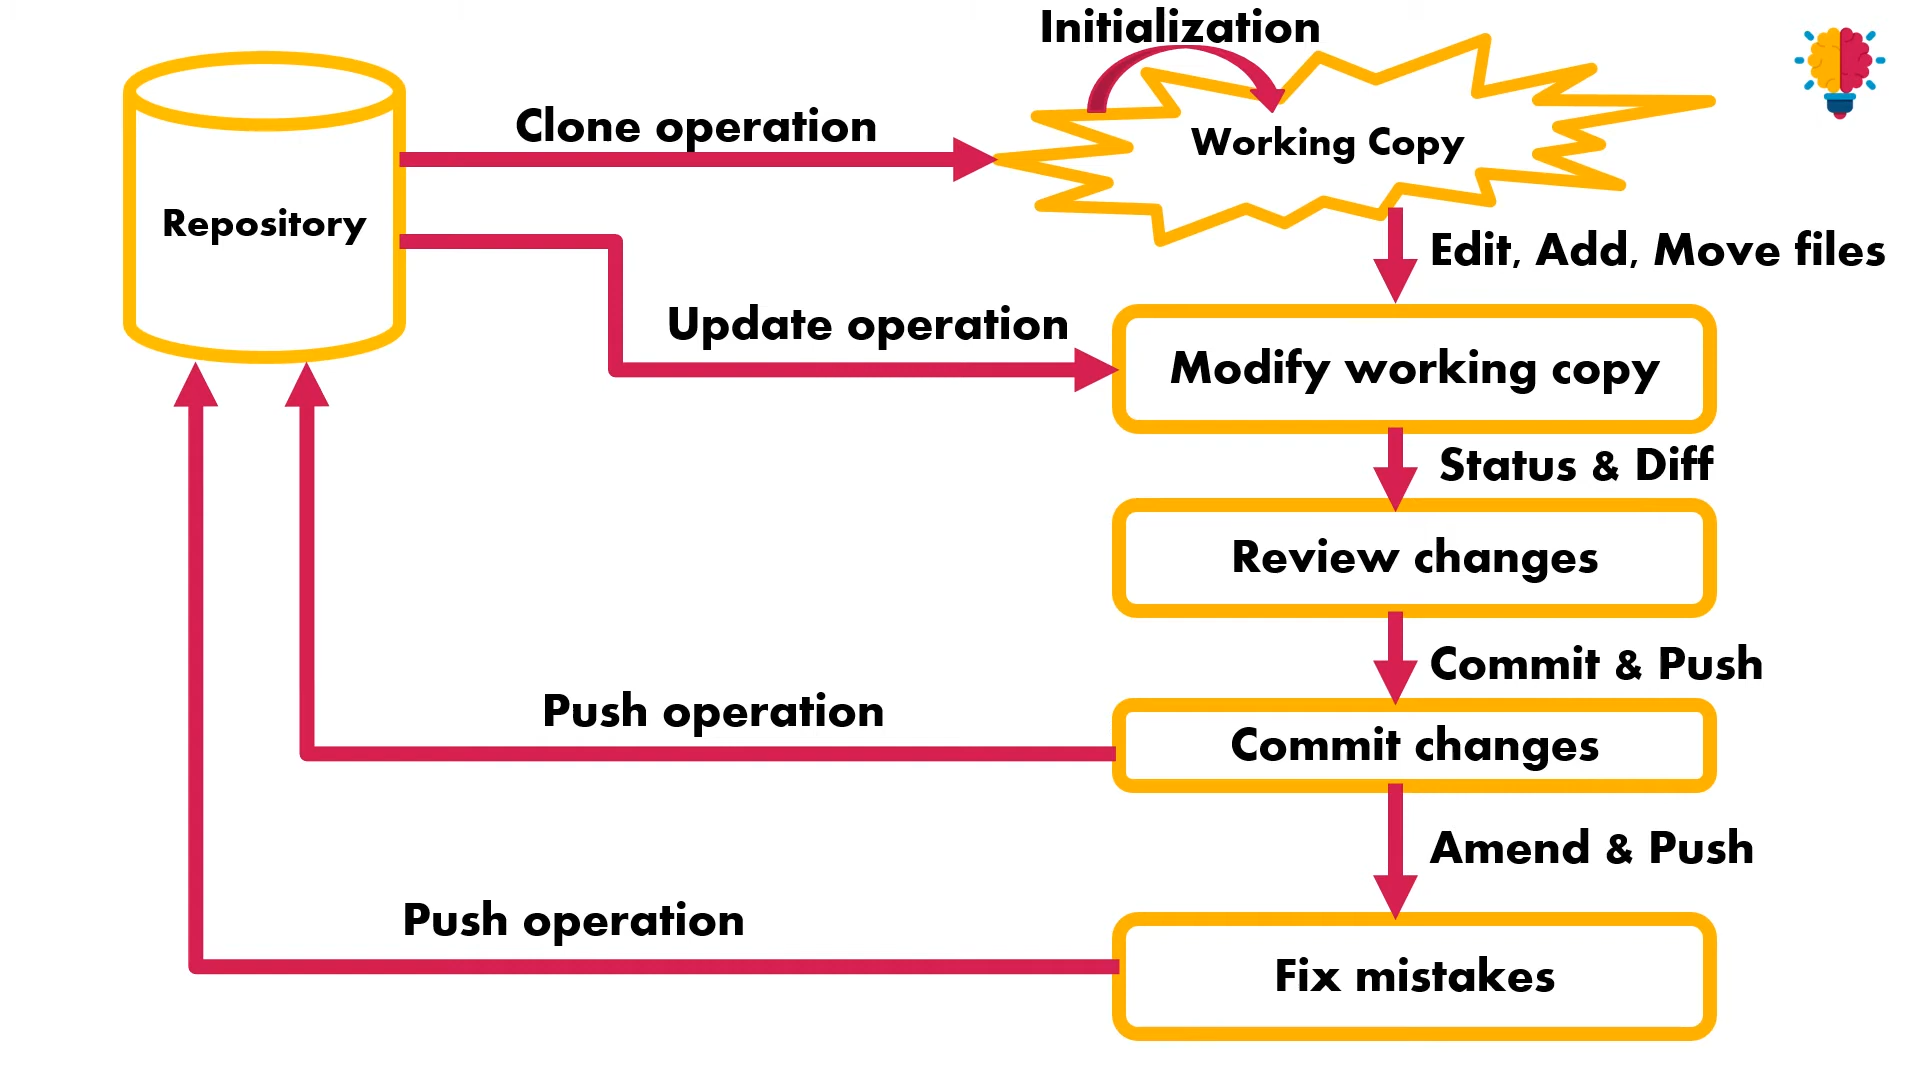 Initialization
Clone operation
Working Copy
Repository
Edit, Add, Move files
Update operation
Modify working copy
Status & Diff
Review changes
Commit & Push
Push operation
Commit changes
Amend & Push
Push operation
Fix mistakes